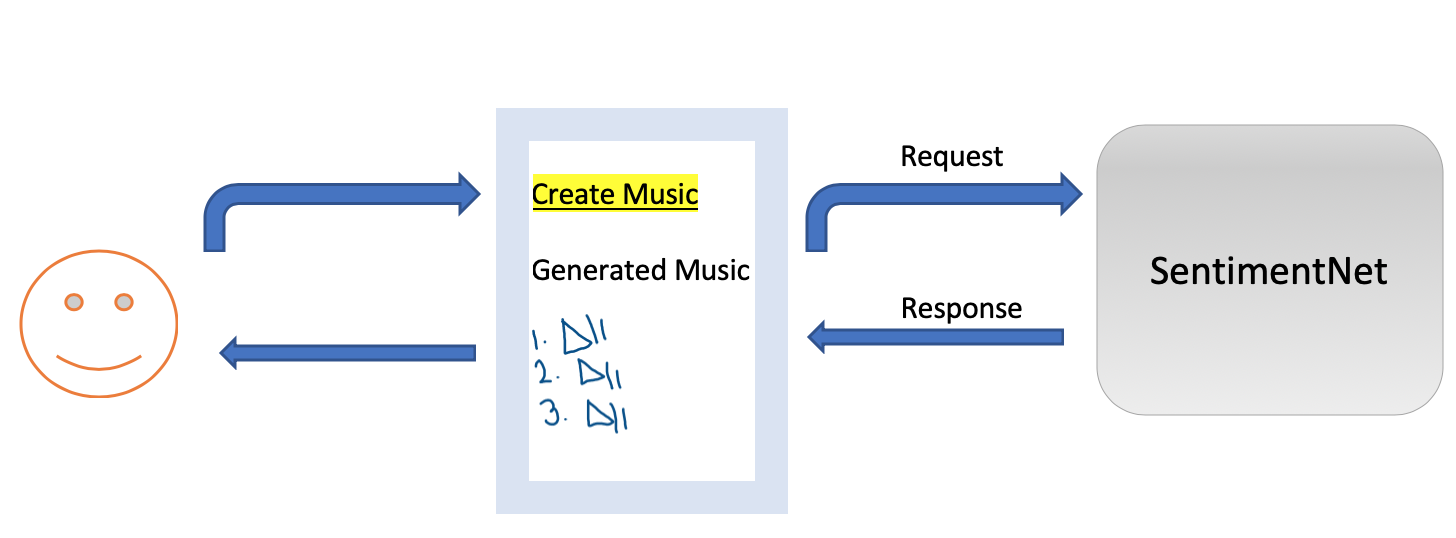 Create Music
Generated Music
1.
2.
3.
Request
Response
SentimentNet